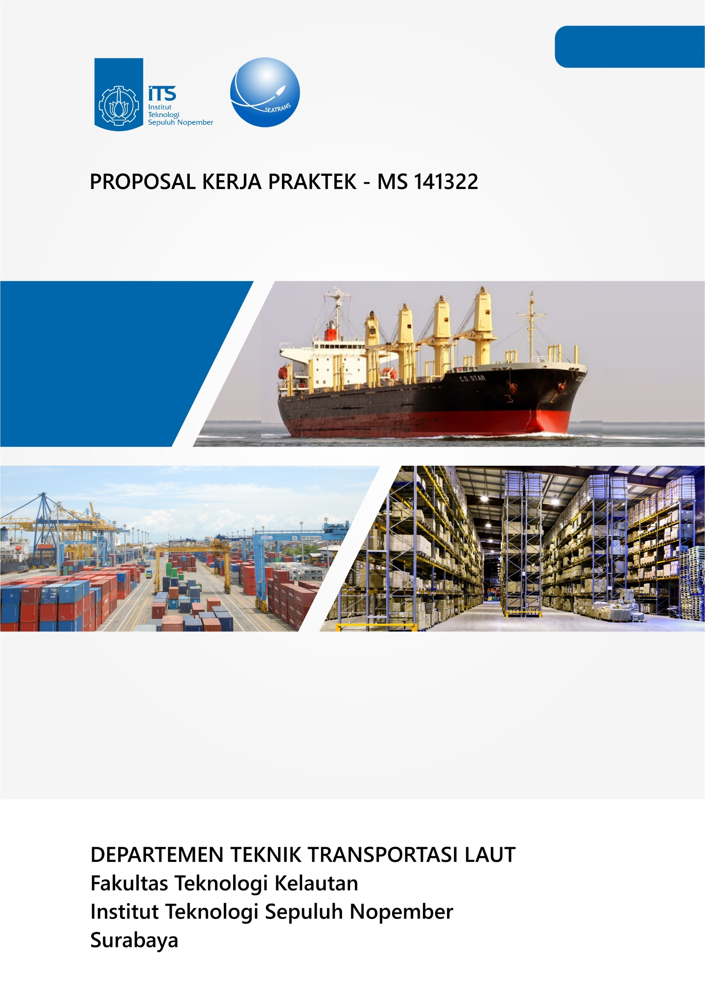 ITS
Institut
Teknologi
Sepuluh Nopember
SEATRANS
PROPOSAL KERJA PRAKTEK - MS 141322
C.S. STAR
PORT OF MAKASSAR
DEPARTEMEN TEKNIK TRANSPORTASI LAUT
Fakultas Teknologi Kelautan
Institut Teknologi Sepuluh Nopember
Surabaya